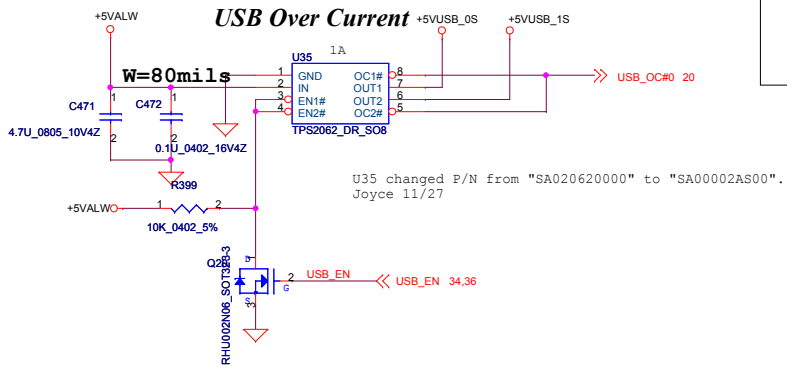 USB Over Current
+5VALW
+5VUSB_0S
+5VUSB_1S
U35
1A
W=80mils
1 GND OC1# 8
2 IN OUT1 7
3 EN1# OUT2 6
4 EN2# OC2# 5
TPS2062_DR_SO8
USB_OC#0 20
C471
1
2
4.7U_0805_10V4Z
C472
1
2
0.1U_0402_16V4Z
U35 changed P/N from "SA020620000" to "SA00002AS00".
Joyce 11/27
R399
+5VALW
1
2
10K_0402_5%
D
1
G
2
S
3
RHU002N06_SOT323-3
USB_EN
USB_EN 34,36